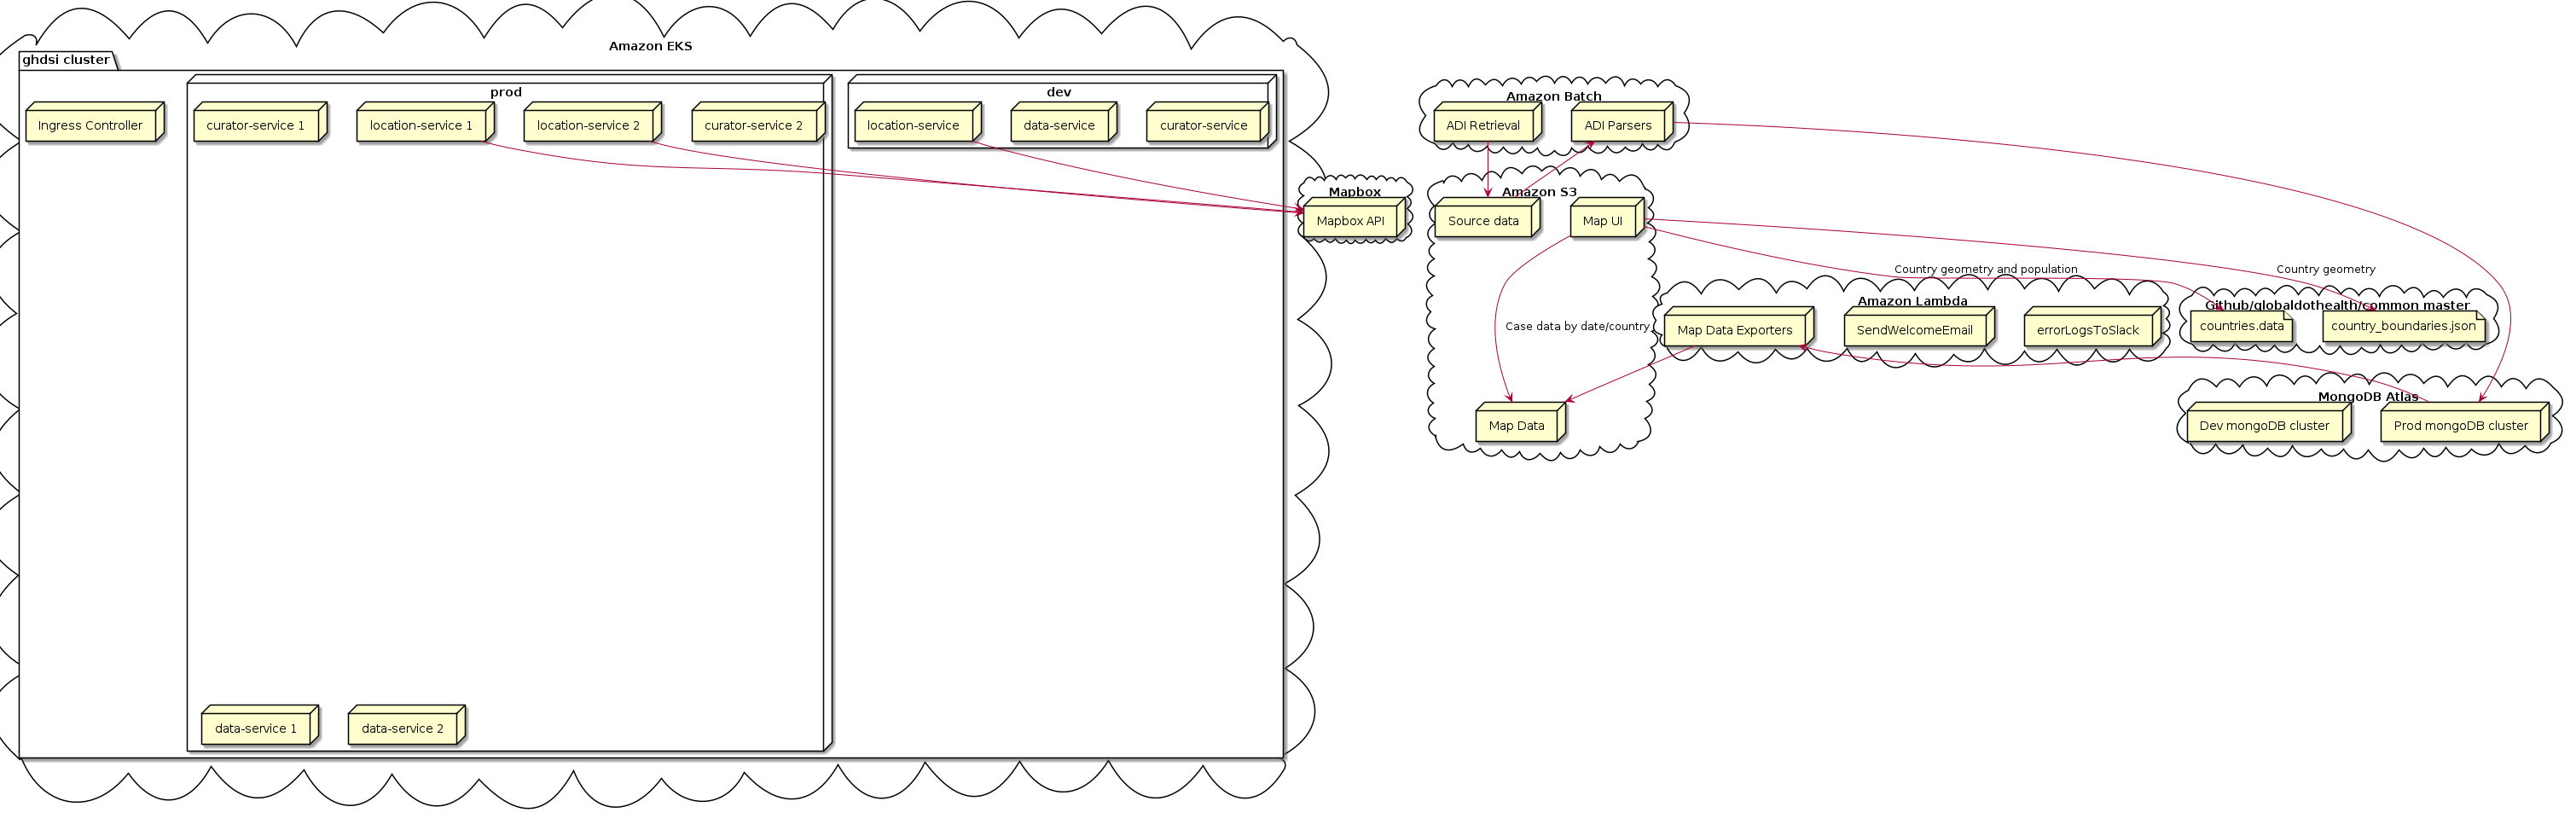 Amazon EKS
ghdsi cluster
Ingress Controller
prod
curator-service 1
location-service 1
location-service 2
curator-service 2
data-service 1
data-service 2
dev
location-service
data-service
curator-service
Mapbox
Mapbox API
Amazon Batch
ADI Retrieval
ADI Parsers
Amazon S3
Source data
Map UI
Case data by date/country
Map Data
Country geometry and population
Country geometry
Amazon Lambda
Map Data Exporters
SendWelcomeEmail
errorLogsToSlack
Github/globaldothealth/common master
countries.data
country_boundaries.json
MongoDB Atlas
Dev mongoDB cluster
Prod mongoDB cluster